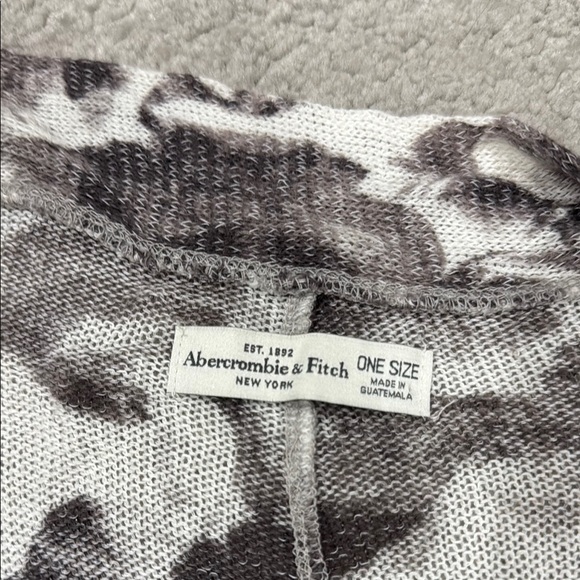 EST. 1892
Abercrombie & Fitch
NEW YORK
ONE SIZE
MADE IN
GUATEMALA